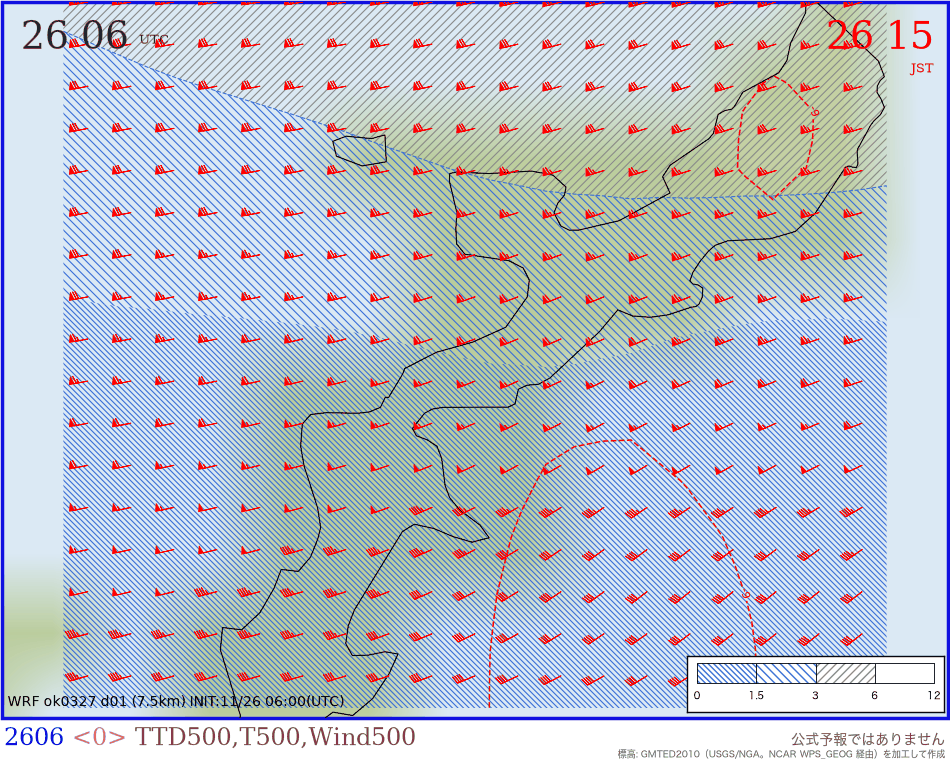 26 06 UTC
26 15
JST
-9
-9
0 1.5 3 6 12
WRF ok0327 d01 (7.5km) INIT:11/26 06:00(UTC)
2606 <0> TTD500,T500,Wind500
公式予報ではありません
標高: GMTED2010（USGS/NGA。NCAR WPS_GEOG 経由）を加工して作成